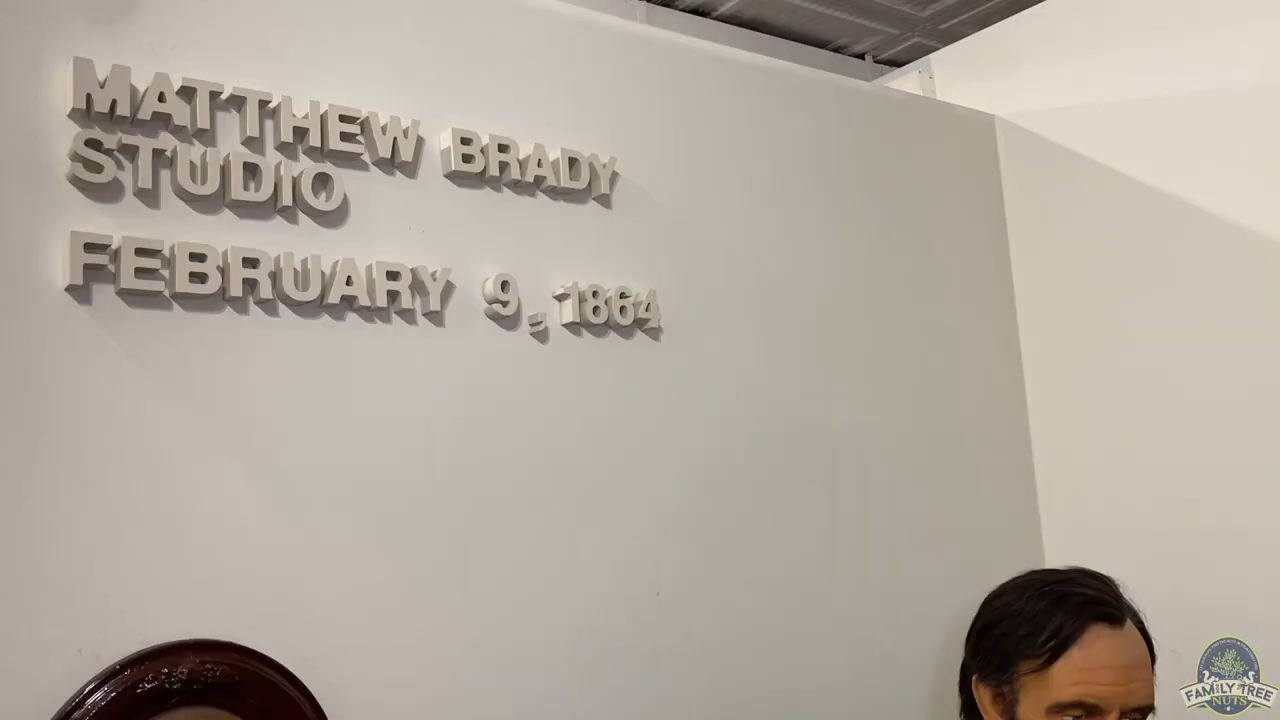 MATTHEW BRADY
STUDIO
FEBRUARY 9, 1864
FAMILY TREE
NUTS